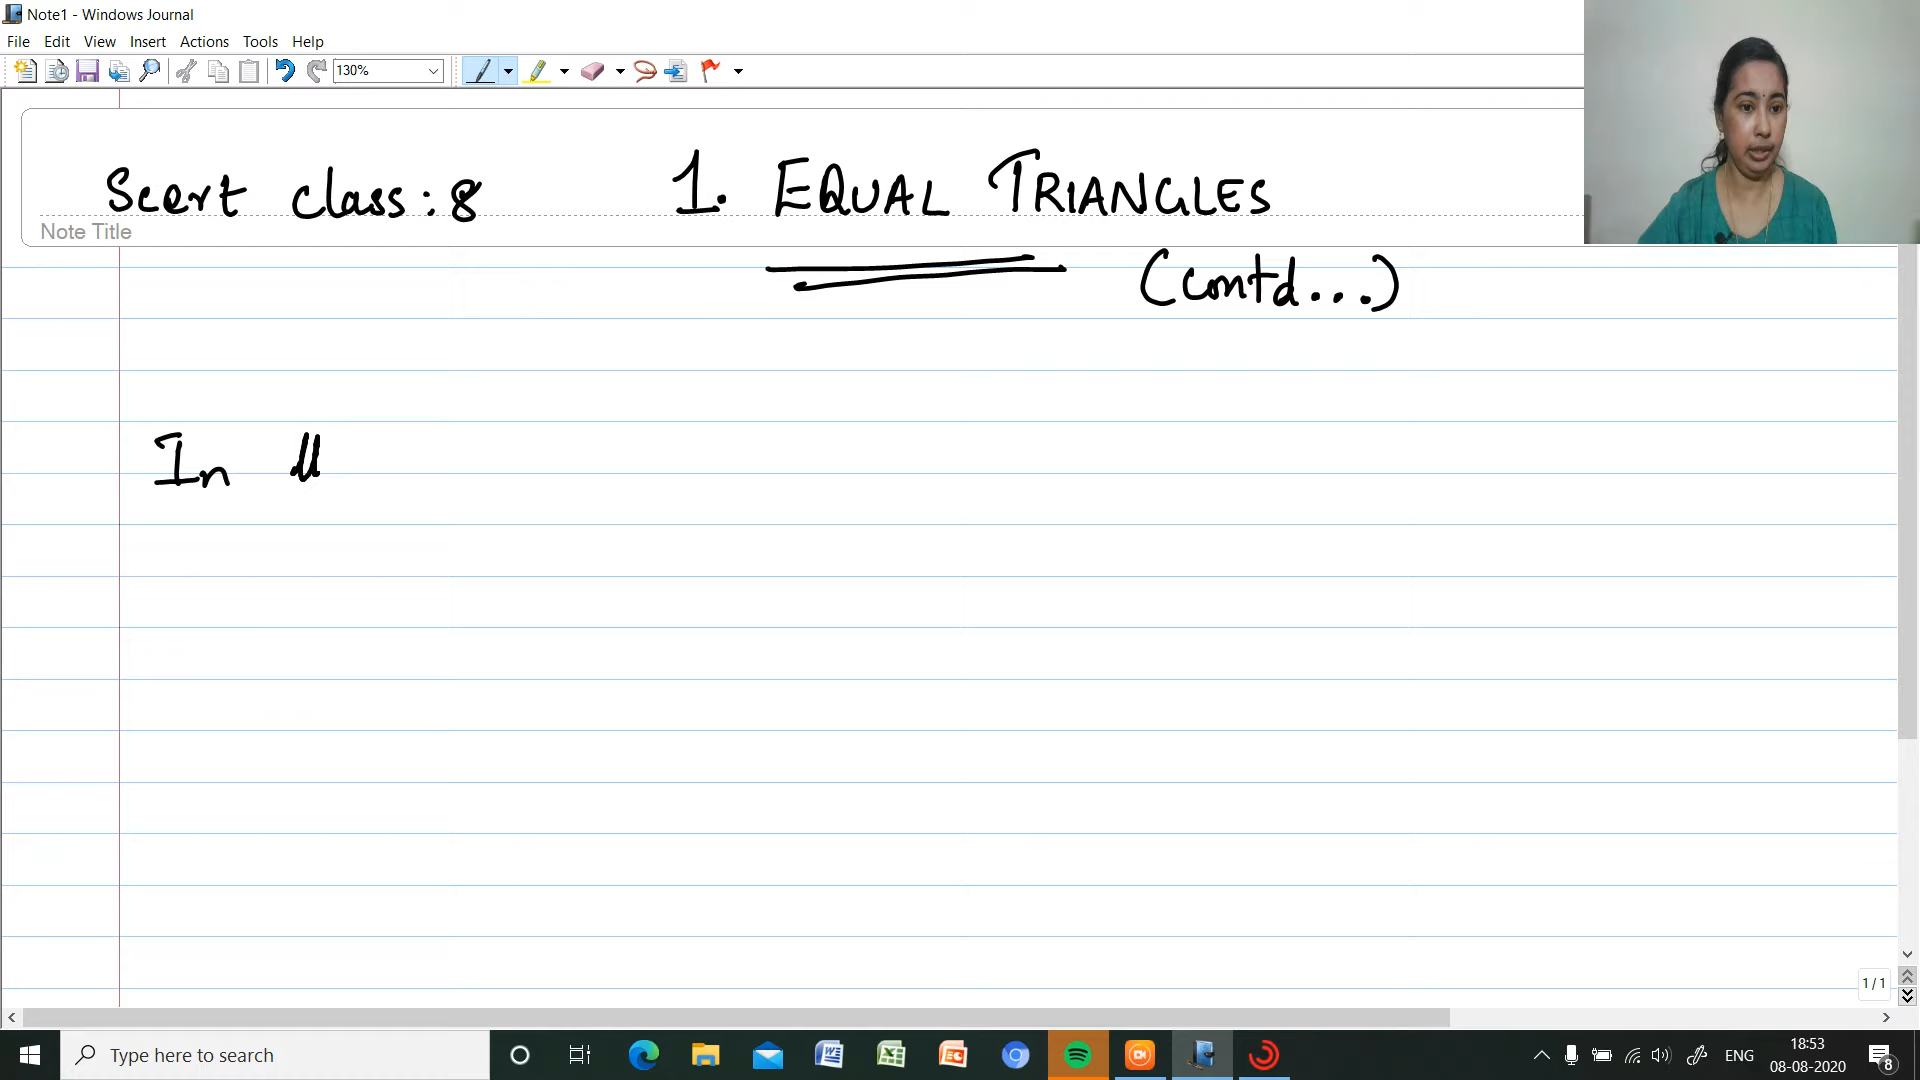 Note1 - Windows Journal
File Edit View Insert Actions Tools Help
130%
Scert class: 8 1. EQUAL TRIANGLES
Note Title
(contd...)
In
1 / 1
Type here to search
ENG
18:53
08-08-2020
8